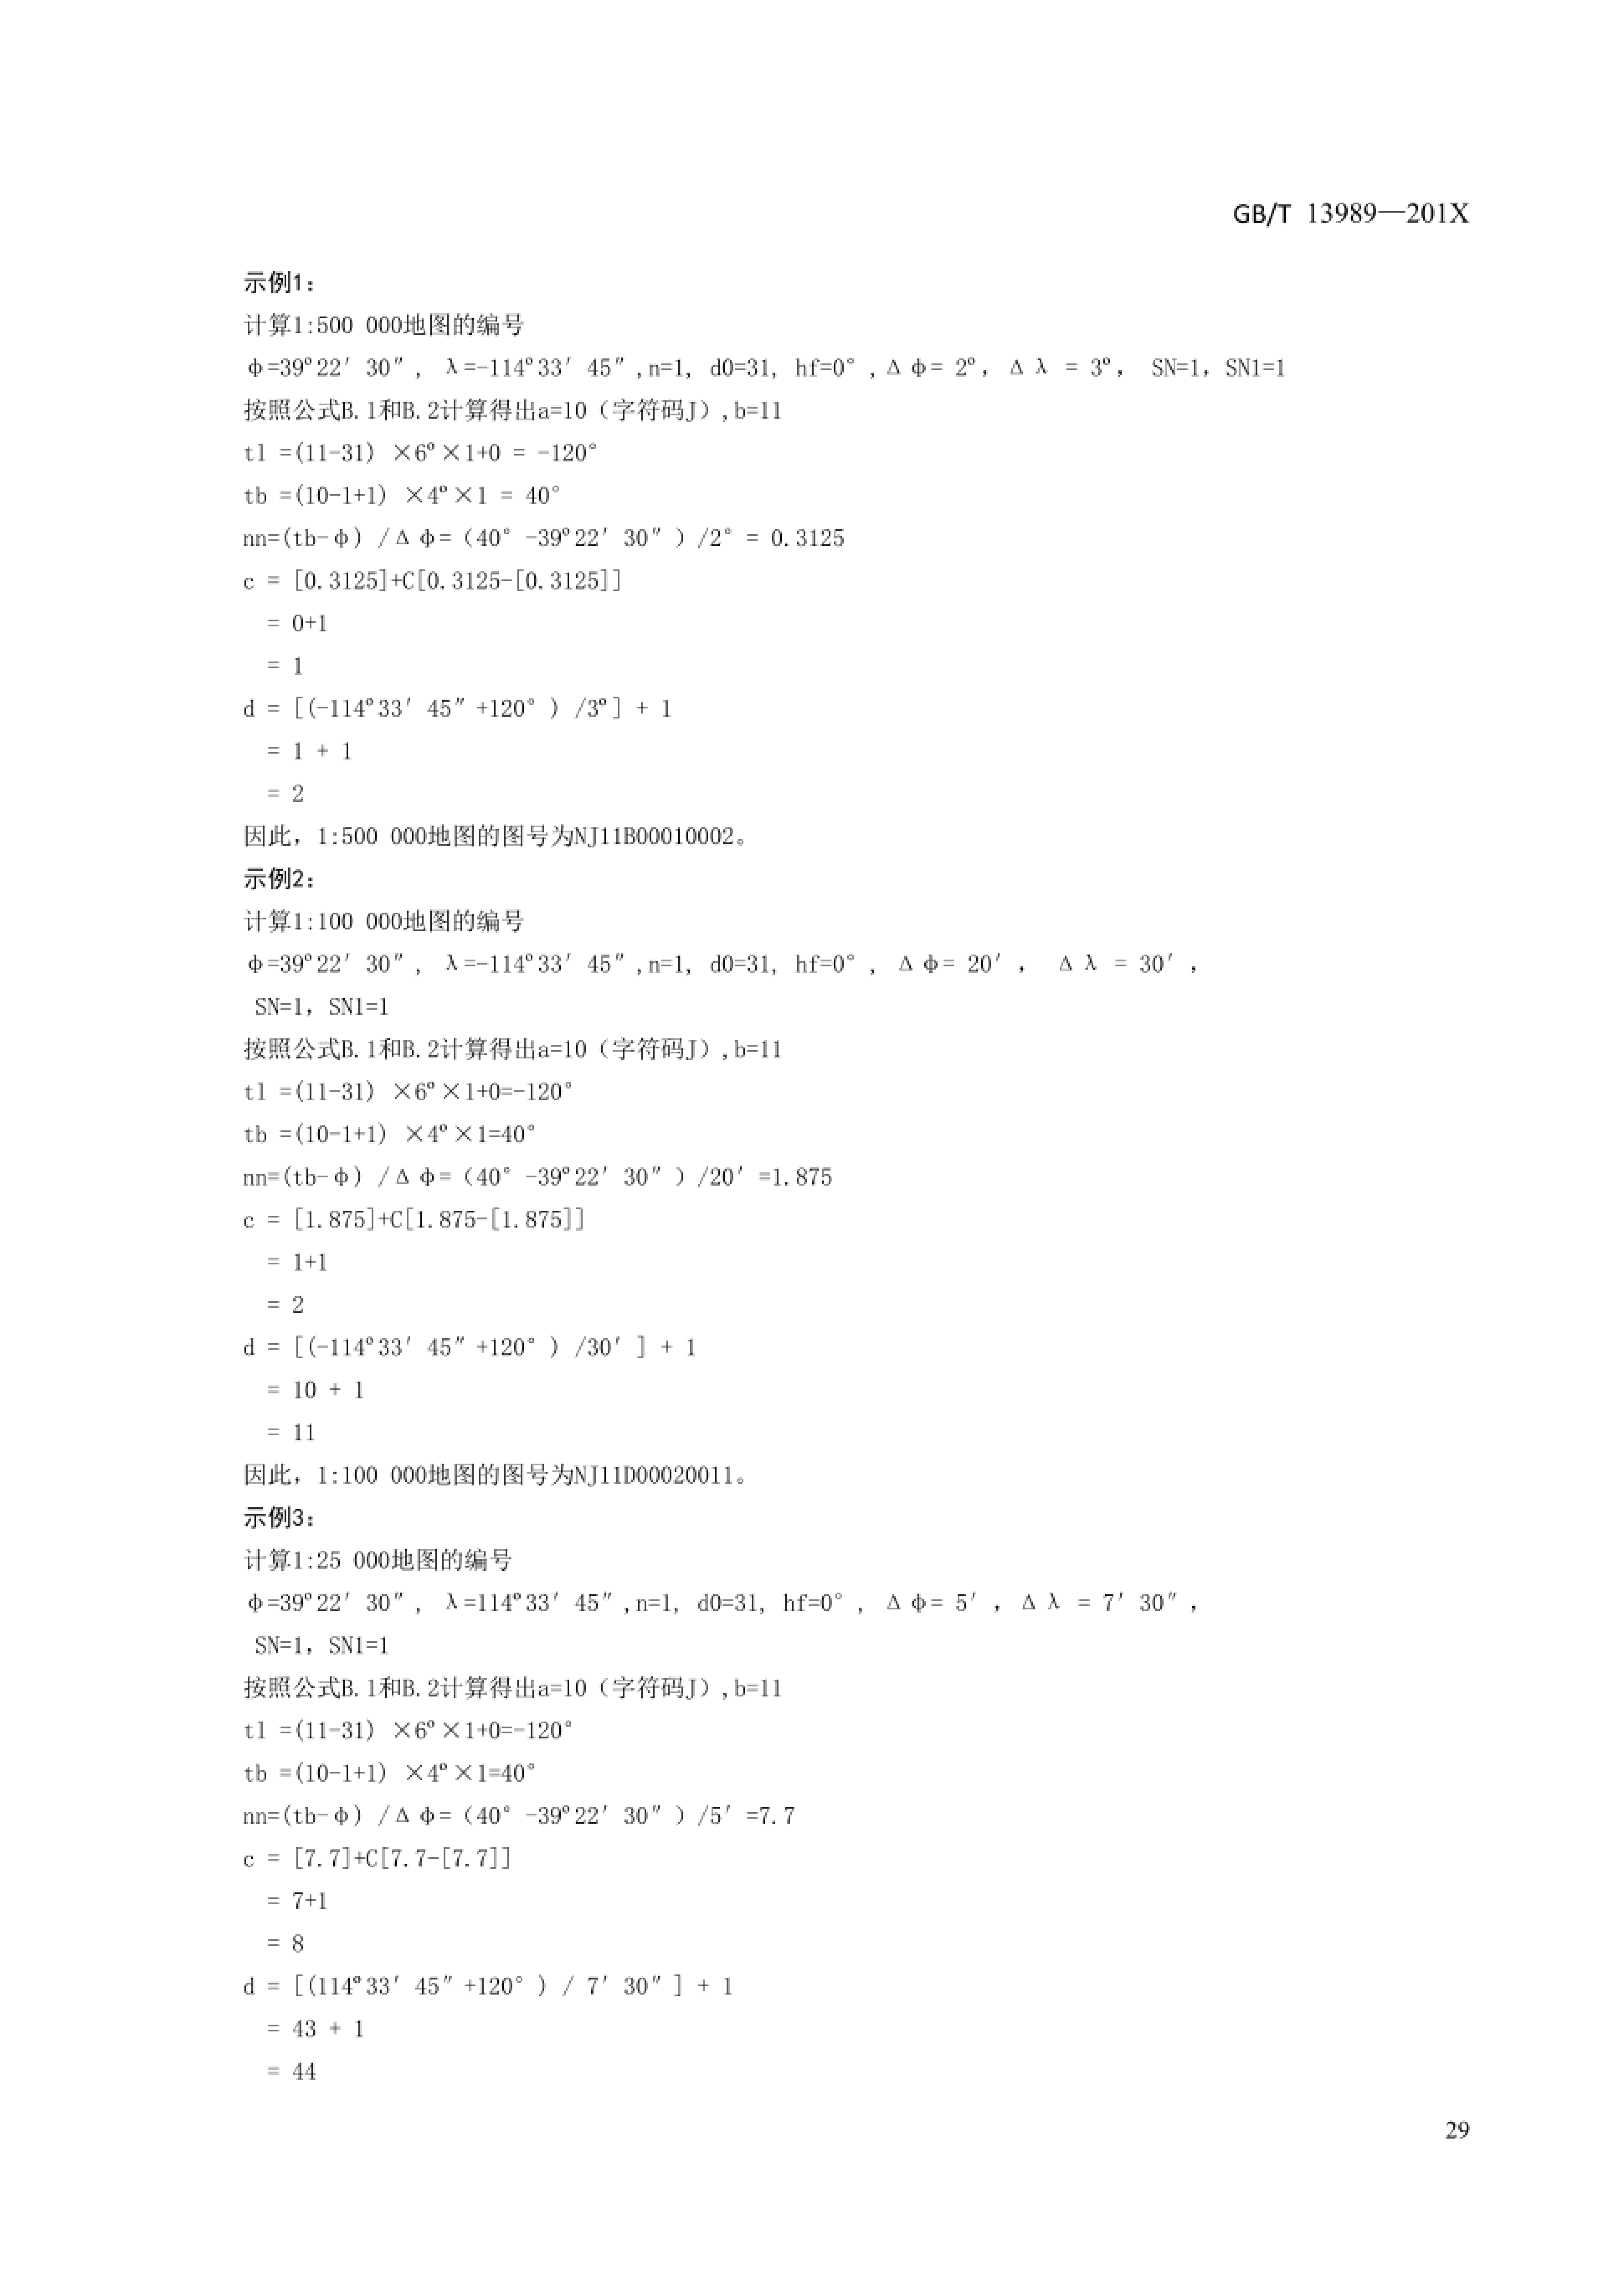 GB/T 13989—201X
示例1：
计算1:500 000地图的编号
φ=39º22′ 30″, λ=-114º33′ 45″,n=1, d0=31, hf=0° ,Δ φ= 2º， Δ λ = 3º， SN=1，SN1=1
按照公式B.1和B.2计算得出a=10（字符码J）,b=11
tl =(11-31) ×6º×1+0 = -120°
tb =(10-1+1) ×4º×1 = 40°
nn=(tb-φ) /Δ φ=（40° -39º22′ 30″ ）/2° = 0.3125
c = [0.3125]+C[0.3125-[0.3125]]
= 0+1
= 1
d = [(-114º33′ 45″ +120° ) /3º] + 1
= 1 + 1
= 2
因此，1:500 000地图的图号为NJ11B00010002。
示例2：
计算1:100 000地图的编号
φ=39º22′ 30″, λ=-114º33′ 45″,n=1, d0=31, hf=0° , Δ φ= 20′ ， Δ λ = 30′ ，
SN=1，SN1=1
按照公式B.1和B.2计算得出a=10（字符码J）,b=11
tl =(11-31) ×6º×1+0=-120°
tb =(10-1+1) ×4º×1=40°
nn=(tb-φ) /Δ φ=（40° -39º22′ 30″ ）/20′ =1.875
c = [1.875]+C[1.875-[1.875]]
= 1+1
= 2
d = [(-114º33′ 45″ +120° ) /30′ ] + 1
= 10 + 1
= 11
因此，1:100 000地图的图号为NJ11D00020011。
示例3：
计算1:25 000地图的编号
φ=39º22′ 30″, λ=114º33′ 45″,n=1, d0=31, hf=0° , Δ φ= 5′ ，Δ λ = 7′ 30″ ，
SN=1，SN1=1
按照公式B.1和B.2计算得出a=10（字符码J）,b=11
tl =(11-31) ×6º×1+0=-120°
tb =(10-1+1) ×4º×1=40°
nn=(tb-φ) /Δ φ=（40° -39º22′ 30″ ）/5′ =7.7
c = [7.7]+C[7.7-[7.7]]
= 7+1
= 8
d = [(114º33′ 45″ +120° ) / 7′ 30″ ] + 1
= 43 + 1
= 44
29